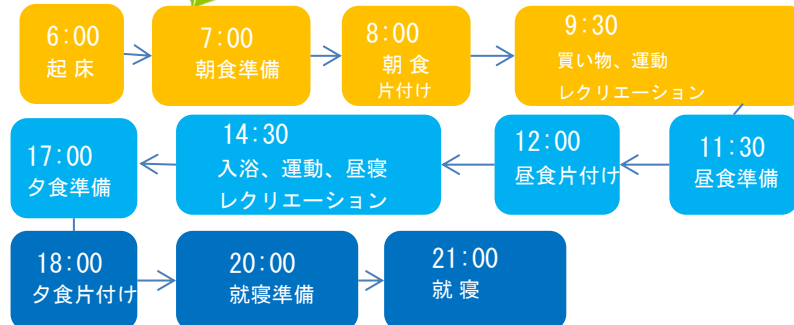 6:00
起 床
7:00
朝食準備
8:00
朝 食
片付け
9:30
買い物、運動
レクリエーション
11:30
昼食準備
12:00
昼食片付け
14:30
入浴、運動、昼寝
レクリエーション
17:00
夕食準備
18:00
夕食片付け
20:00
就寝準備
21:00
就 寝